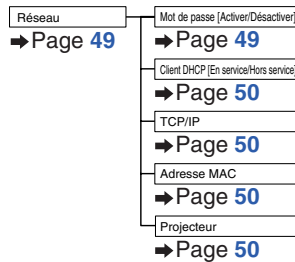 Réseau
➡Page 49
Mot de passe [Activer/Désactiver]
➡Page 49
Client DHCP [En service/Hors service]
➡Page 50
TCP/IP
➡Page 50
Adresse MAC
➡Page 50
Projecteur
➡Page 50